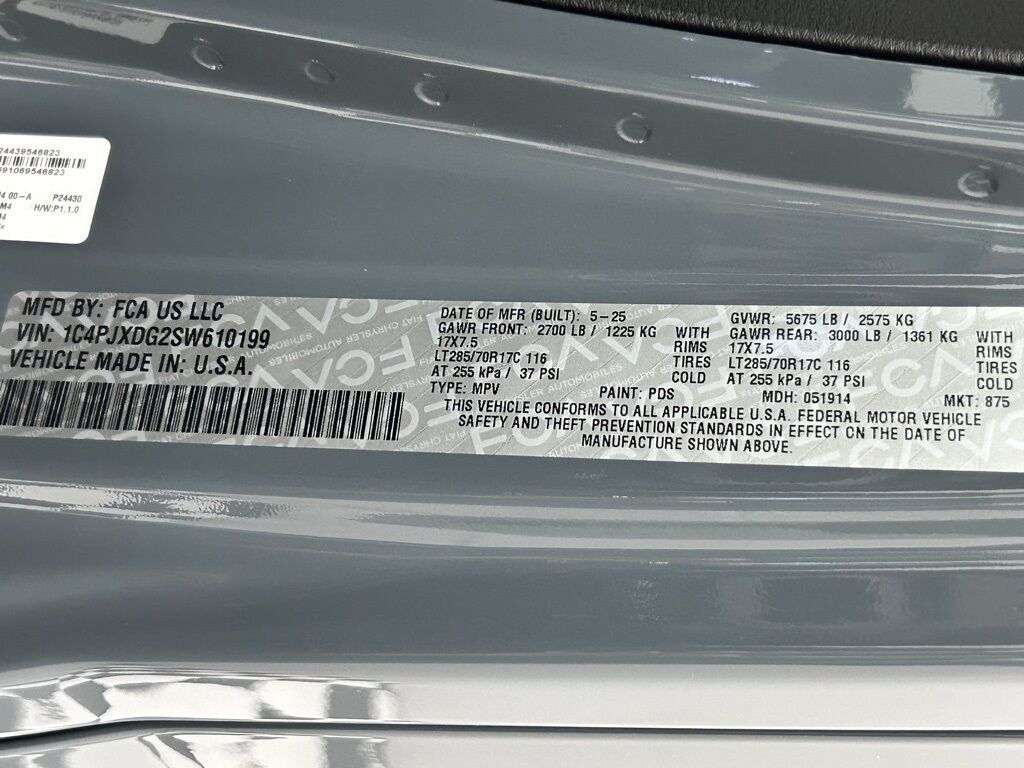 24439546823
091069546823
4 00-A P24430
M4 H/W:P1.1.0
MFD BY: FCA US LLC
VIN: 1C4PJXDG2SW610199
VEHICLE MADE IN: U.S.A.
DATE OF MFR (BUILT): 5-25 GVWR: 5675 LB / 2575 KG
GAWR FRONT: 2700 LB / 1225 KG WITH GAWR REAR: 3000 LB / 1361 KG WITH
17X7.5 RIMS 17X7.5 RIMS
LT285/70R17C 116 TIRES LT285/70R17C 116 TIRES
AT 255 kPa / 37 PSI COLD AT 255 kPa / 37 PSI COLD
TYPE: MPV PAINT: PDS MDH: 051914 MKT: 875
THIS VEHICLE CONFORMS TO ALL APPLICABLE U.S.A. FEDERAL MOTOR VEHICLE
SAFETY AND THEFT PREVENTION STANDARDS IN EFFECT ON THE DATE OF
MANUFACTURE SHOWN ABOVE.